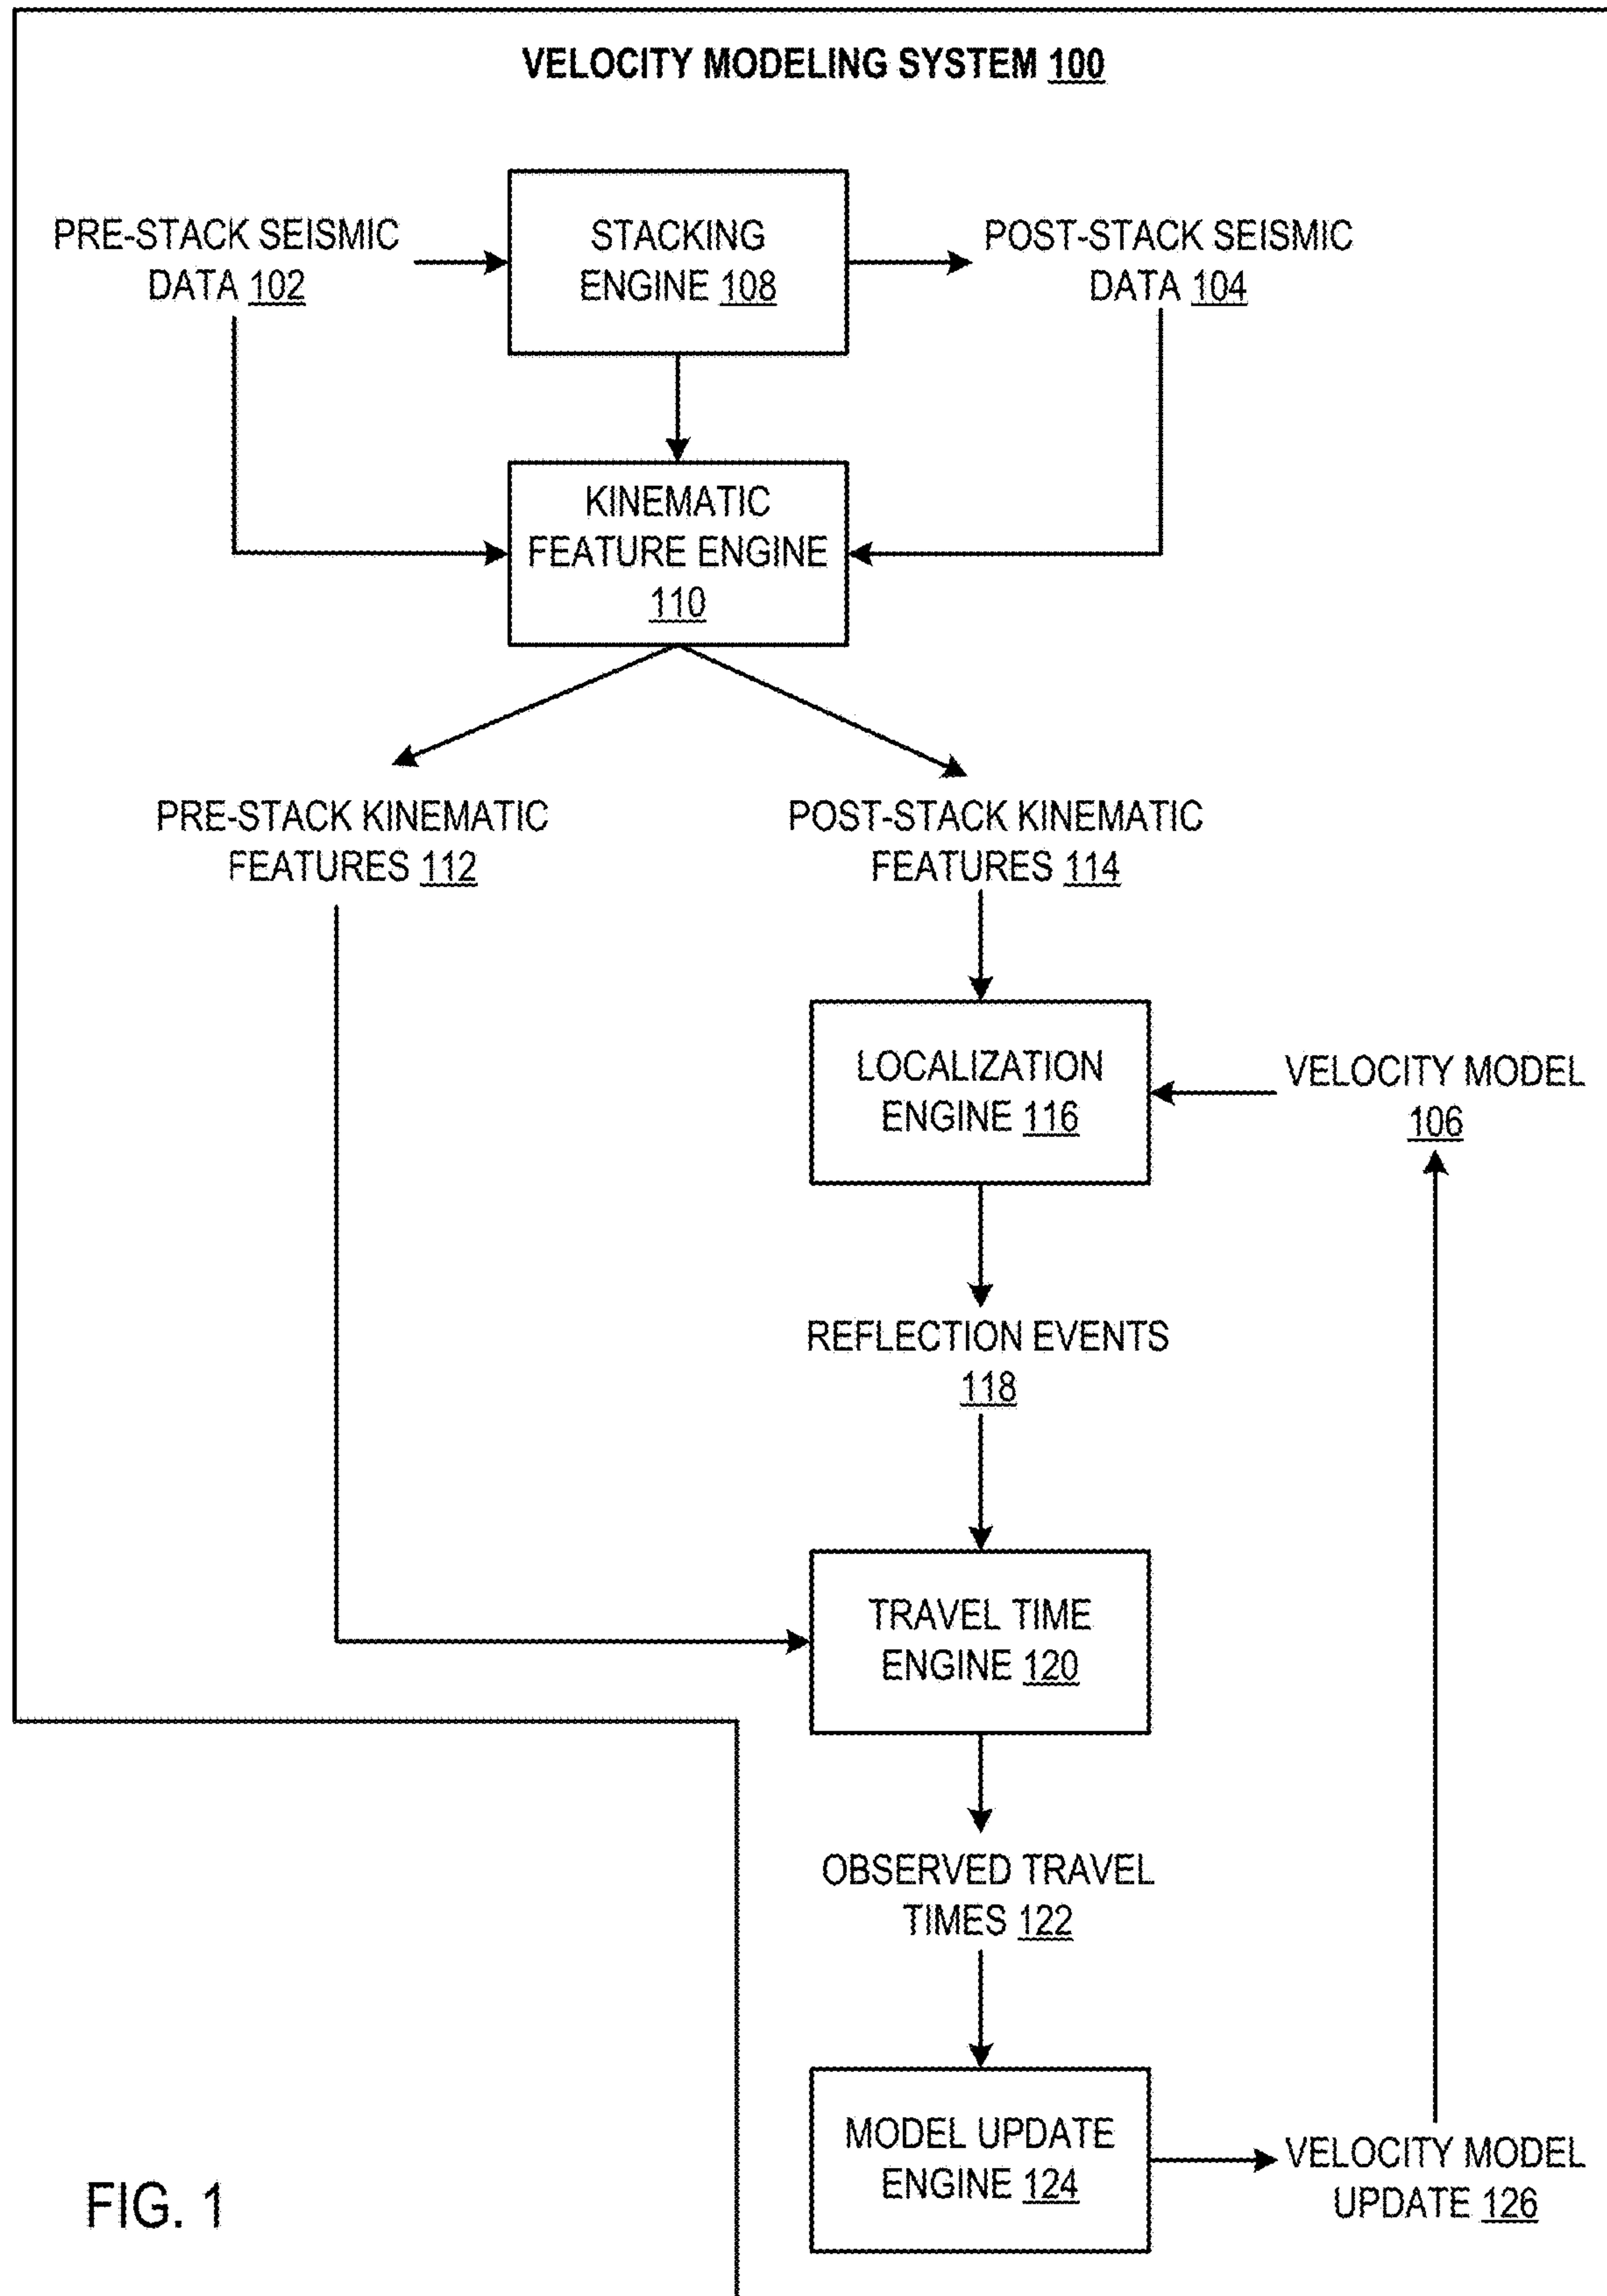 VELOCITY MODELING SYSTEM 100
PRE-STACK SEISMIC
DATA 102
STACKING
ENGINE 108
POST-STACK SEISMIC
DATA 104
KINEMATIC
FEATURE ENGINE
110
PRE-STACK KINEMATIC
FEATURES 112
POST-STACK KINEMATIC
FEATURES 114
LOCALIZATION
ENGINE 116
VELOCITY MODEL
106
REFLECTION EVENTS
118
TRAVEL TIME
ENGINE 120
OBSERVED TRAVEL
TIMES 122
MODEL UPDATE
ENGINE 124
VELOCITY MODEL
UPDATE 126
FIG. 1